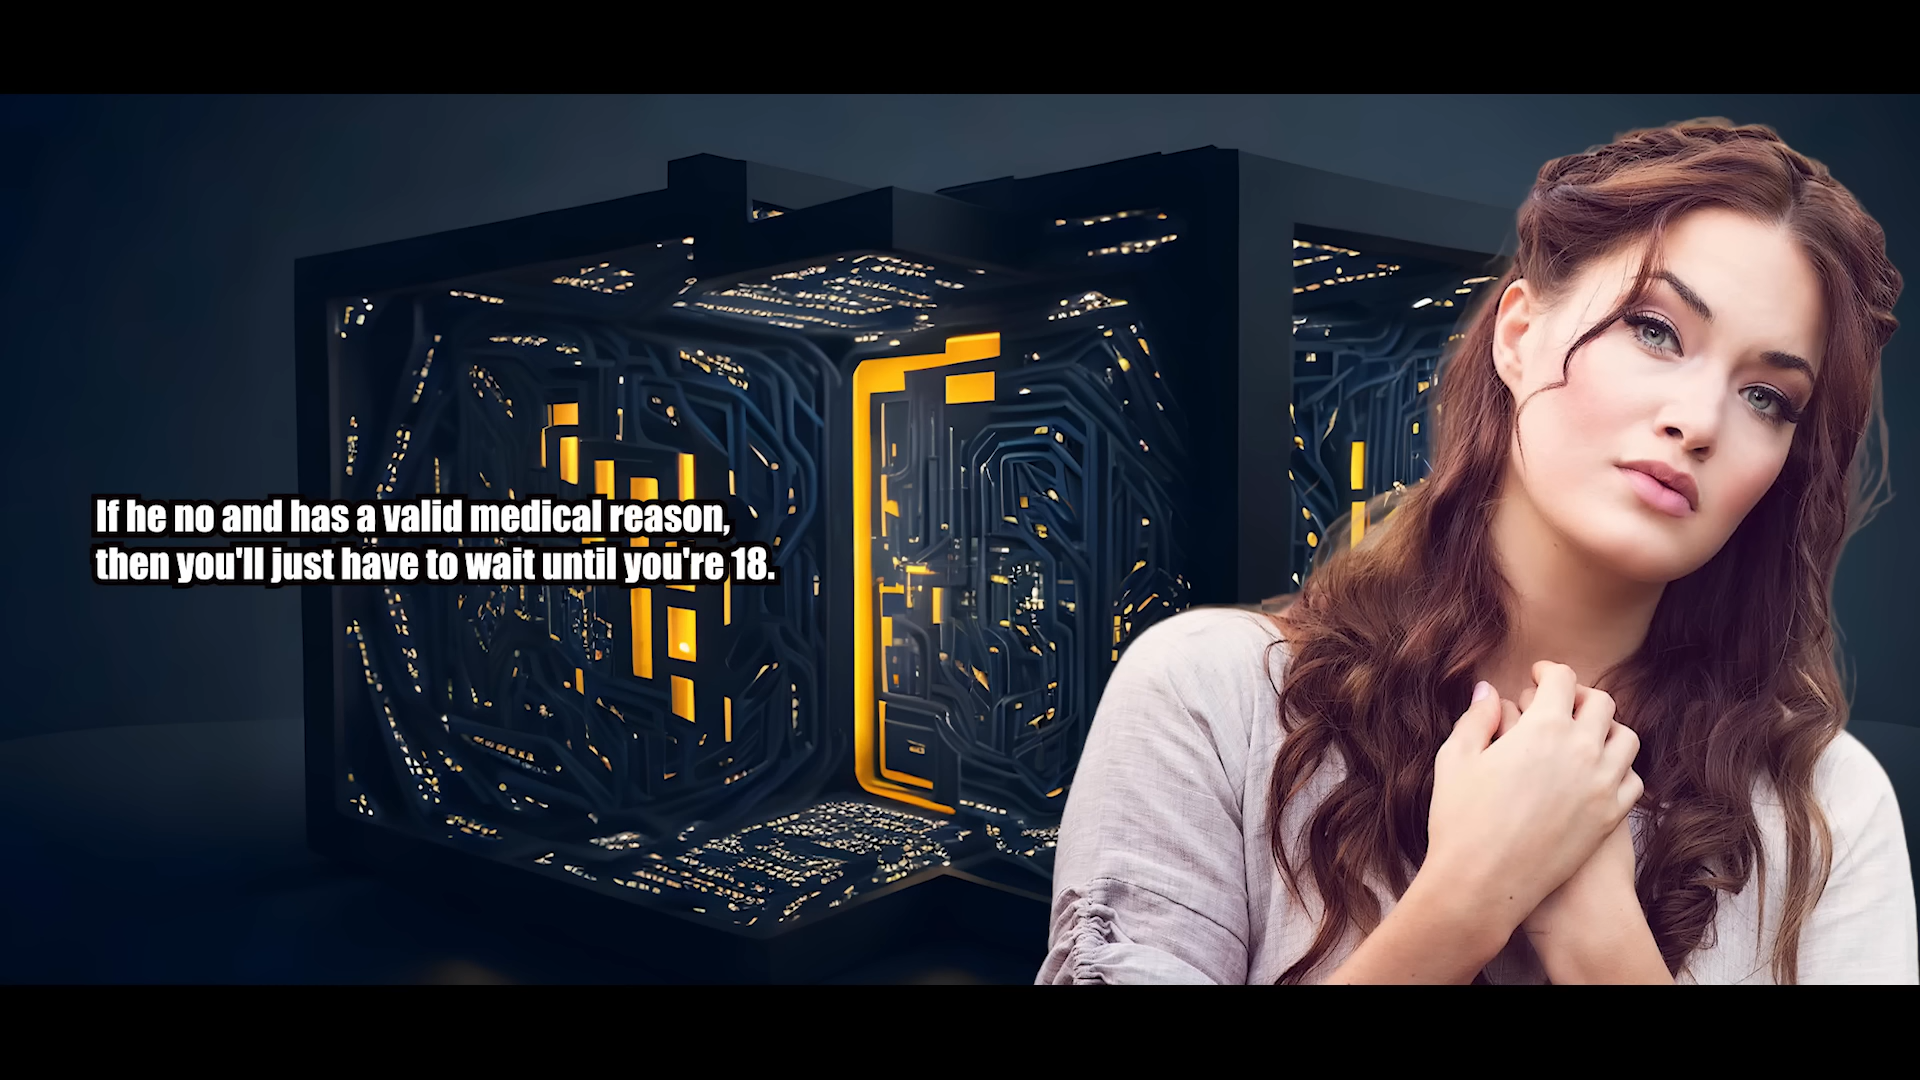 If he no and has a valid medical reason,
then you'll just have to wait until you're 18.